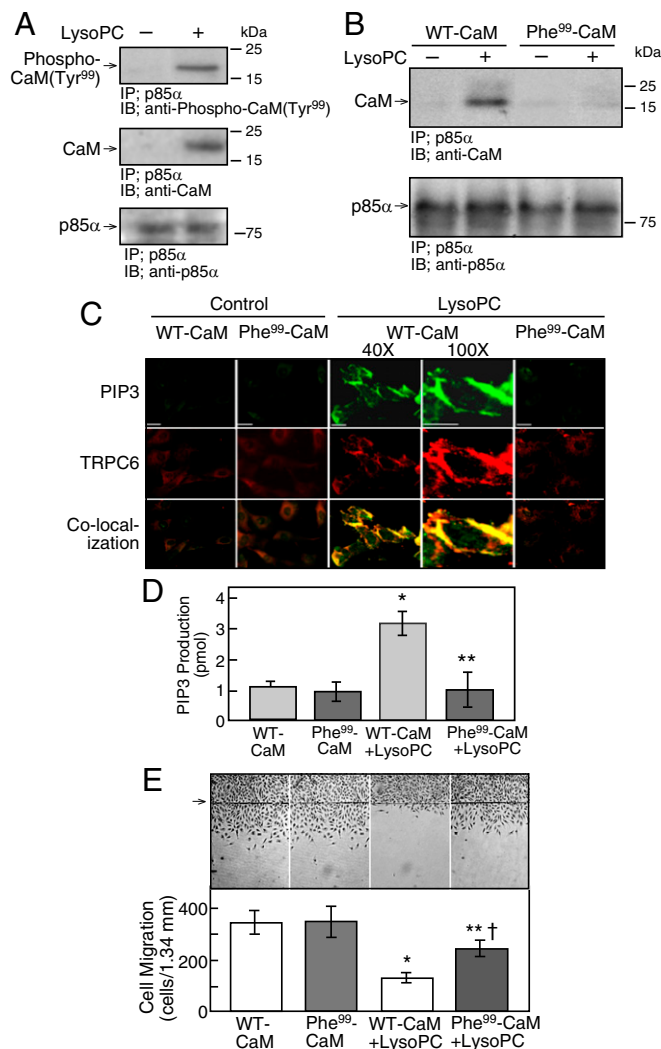 A
LysoPC – + kDa
Phospho-
CaM(Tyr⁹⁹)→
25
15
IP; p85α
IB; anti-Phospho-CaM(Tyr⁹⁹)
CaM→
25
15
IP; p85α
IB; anti-CaM
p85α→
75
IP; p85α
IB; anti-p85α
B
WT-CaM Phe⁹⁹-CaM
LysoPC – + – + kDa
CaM→
25
15
IP; p85α
IB; anti-CaM
p85α→
75
IP; p85α
IB; anti-p85α
C
Control LysoPC
WT-CaM Phe⁹⁹-CaM WT-CaM Phe⁹⁹-CaM
40X 100X
PIP3
TRPC6
Co-local-
ization
D
PIP3 Production
(pmol)
4
3
2
1
0
* **
WT-
CaM
Phe⁹⁹-
CaM
WT-CaM
+LysoPC
Phe⁹⁹-CaM
+LysoPC
E
→
Cell Migration
(cells/1.34 mm)
400
200
0
* ** †
WT-
CaM
Phe⁹⁹-
CaM
WT-CaM
+LysoPC
Phe⁹⁹-CaM
+LysoPC